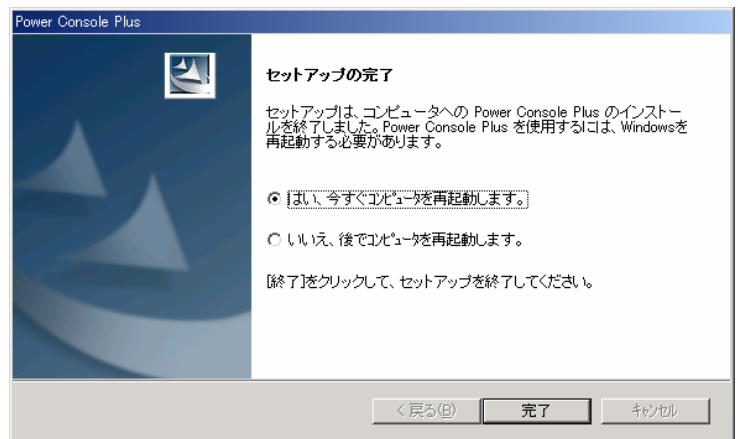 Power Console Plus
セットアップの完了
セットアップは、コンピュータへの Power Console Plus のインストー
ルを終了しました。Power Console Plus を使用するには、Windowsを
再起動する必要があります。
はい、今すぐｺﾝﾋﾟｭｰﾀを再起動します。
いいえ、後でｺﾝﾋﾟｭｰﾀを再起動します。
[終了]をクリックして、セットアップを終了してください。
< 戻る(B)
完了
ｷｬﾝｾﾙ